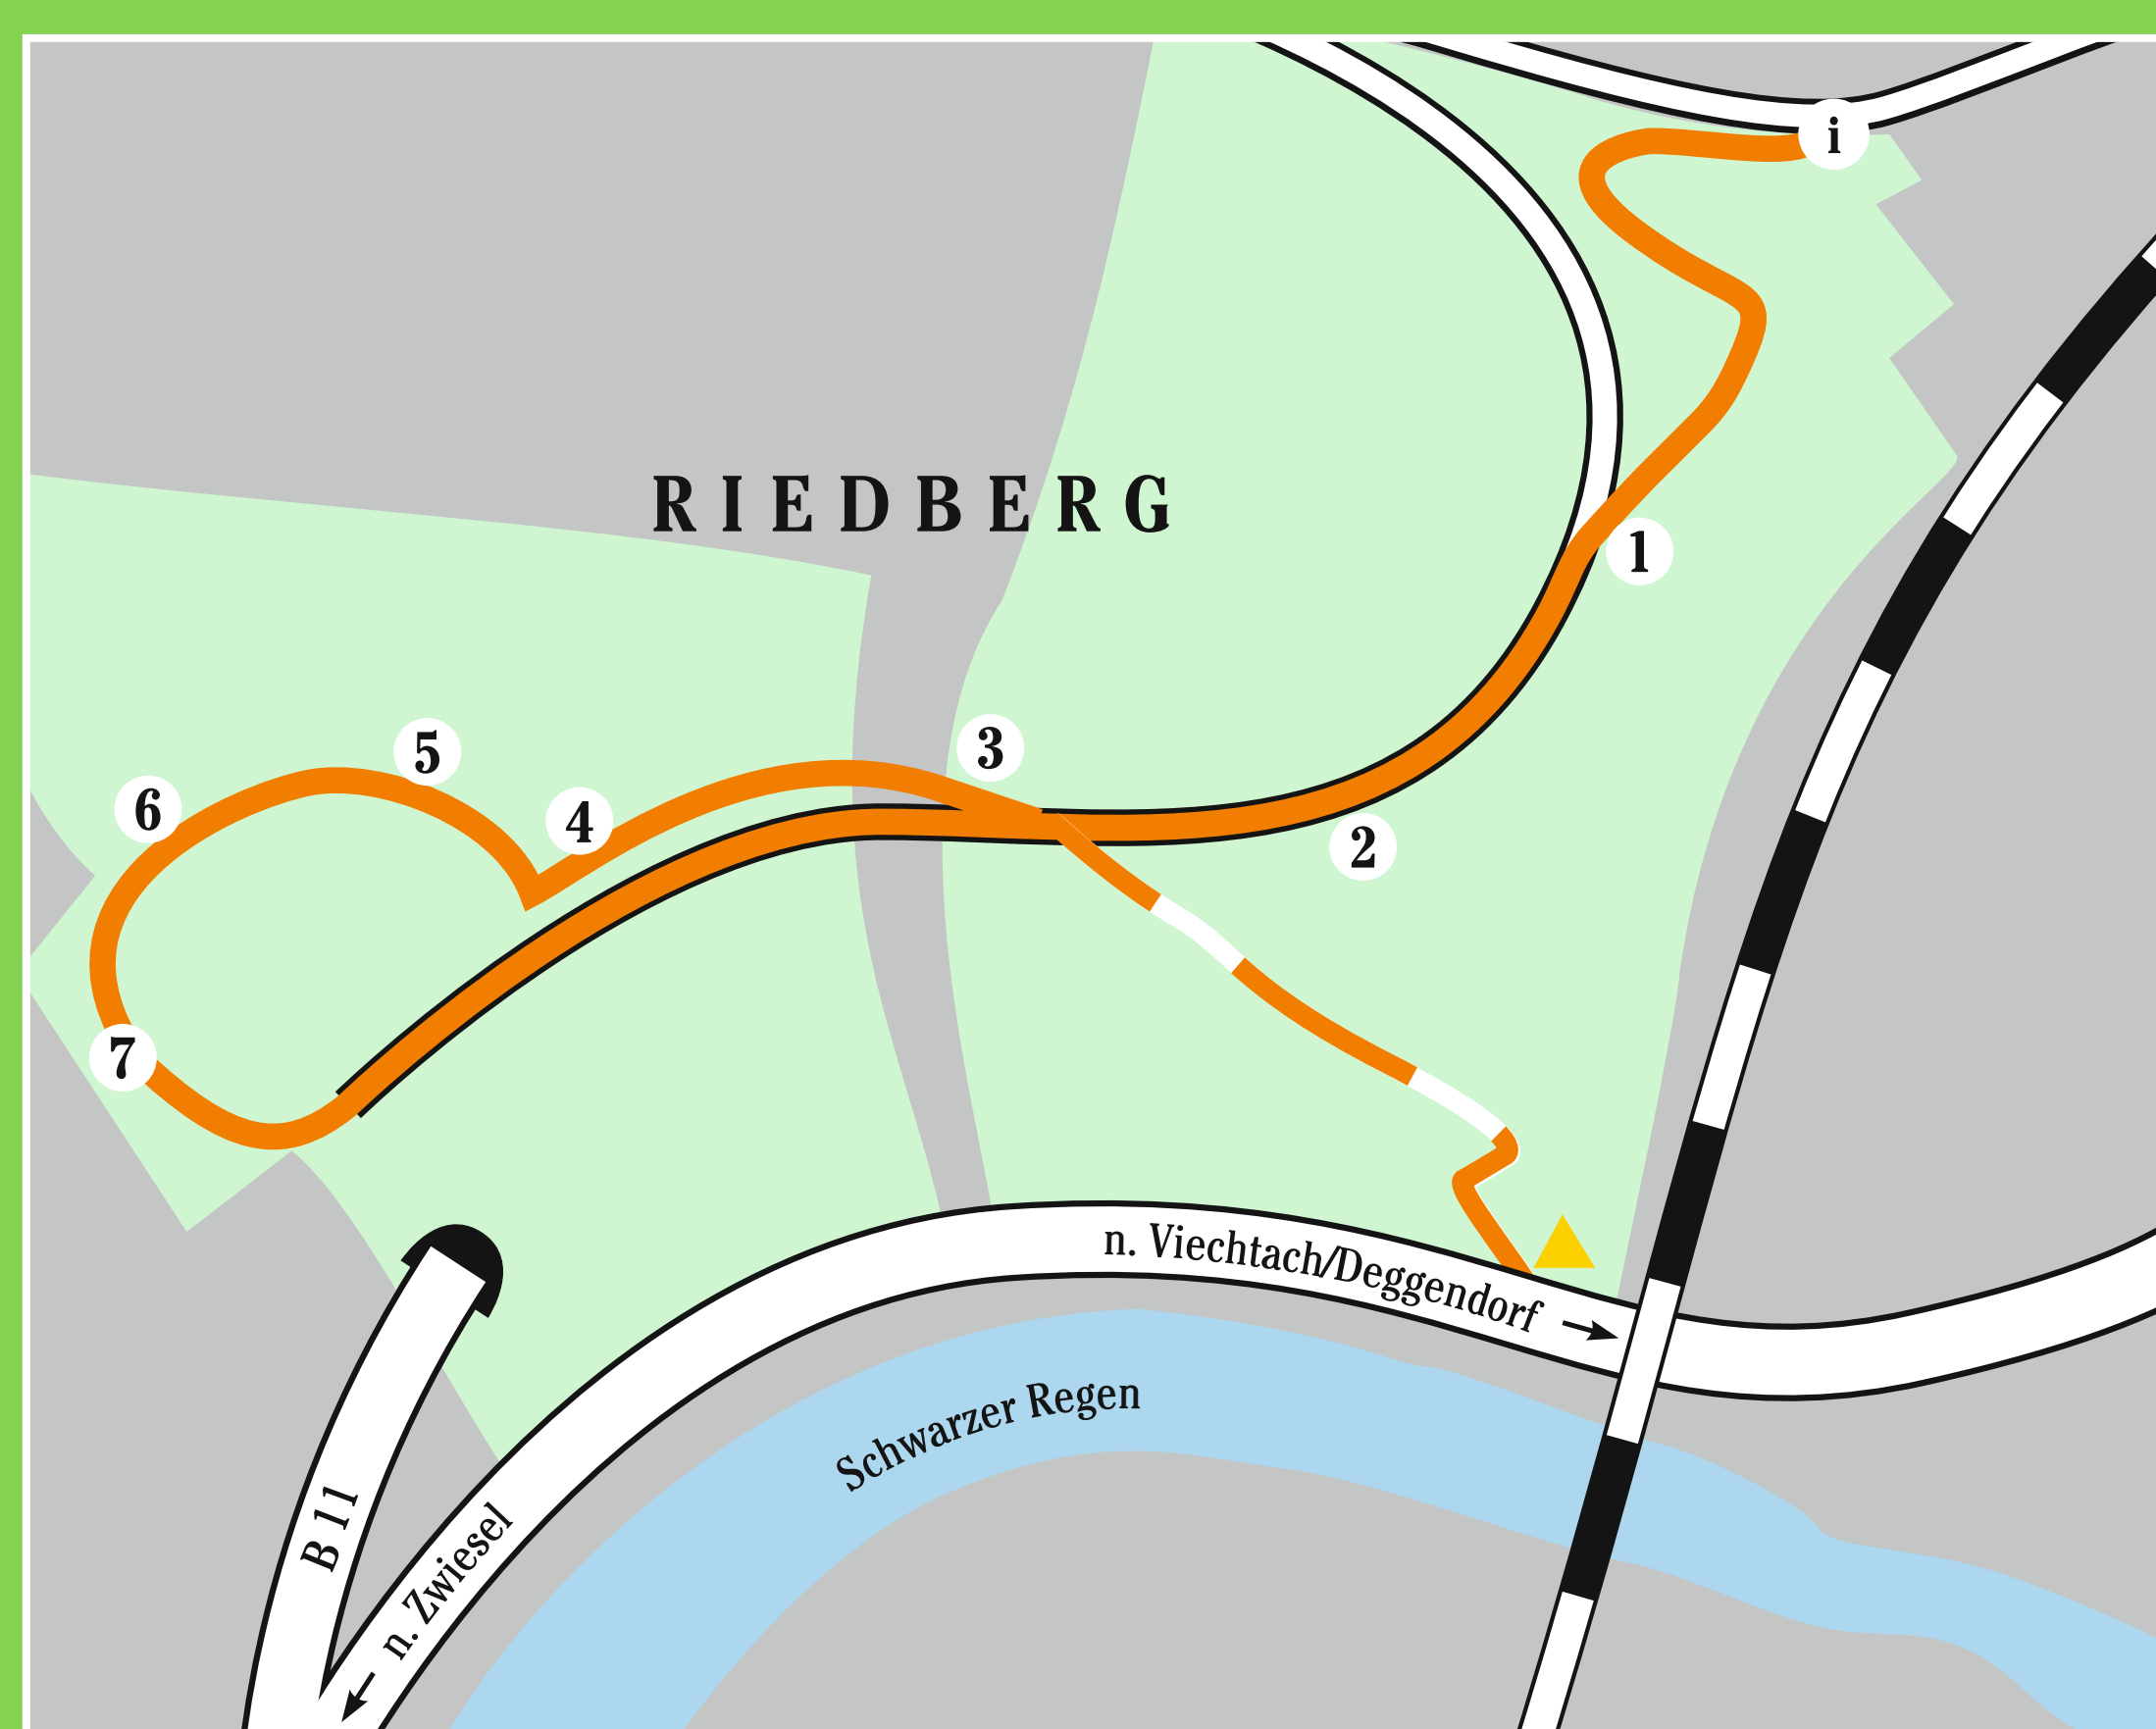 i
RIEDBERG
1
2
3
4
5
6
7
n. Viechtach/Deggendorf
Schwarzer Regen
B 11
n. Zwiesel